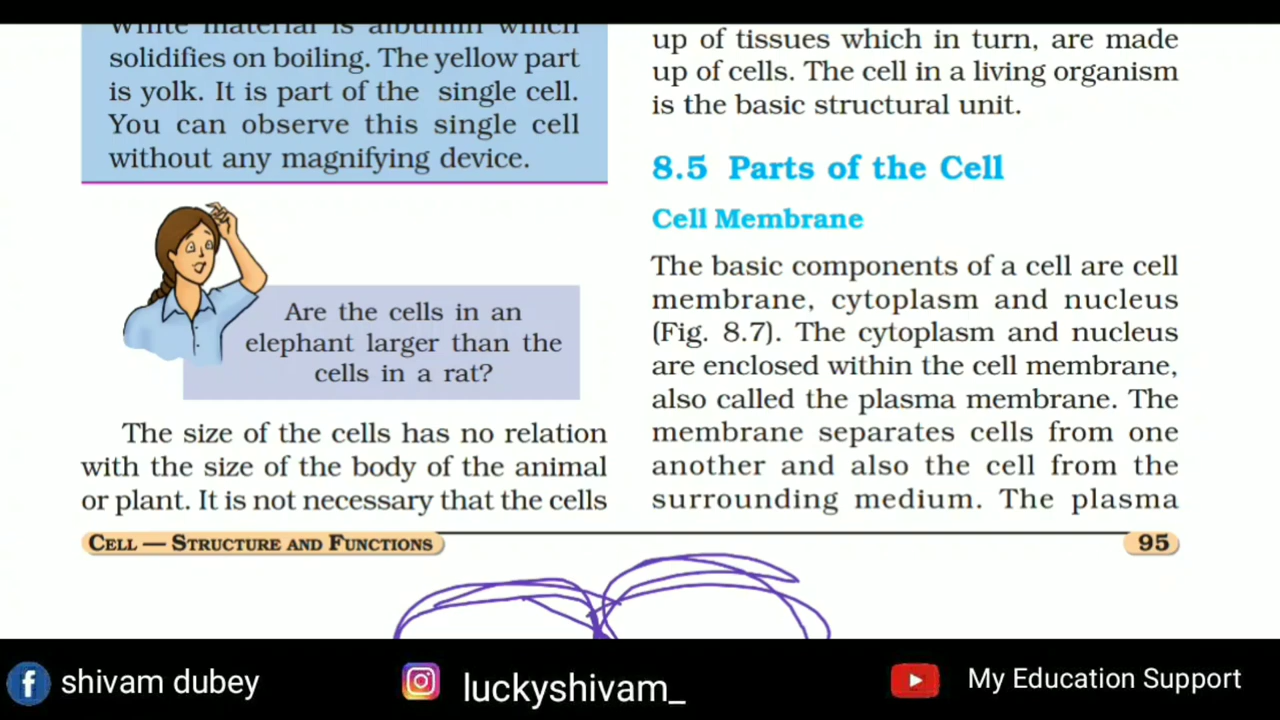 White material is albumin which
solidifies on boiling. The yellow part
is yolk. It is part of the single cell.
You can observe this single cell
without any magnifying device.
Are the cells in an
elephant larger than the
cells in a rat?
The size of the cells has no relation
with the size of the body of the animal
or plant. It is not necessary that the cells
up of tissues which in turn, are made
up of cells. The cell in a living organism
is the basic structural unit.
8.5 Parts of the Cell
Cell Membrane
The basic components of a cell are cell
membrane, cytoplasm and nucleus
(Fig. 8.7). The cytoplasm and nucleus
are enclosed within the cell membrane,
also called the plasma membrane. The
membrane separates cells from one
another and also the cell from the
surrounding medium. The plasma
CELL — STRUCTURE AND FUNCTIONS
95
shivam dubey
luckyshivam_
My Education Support